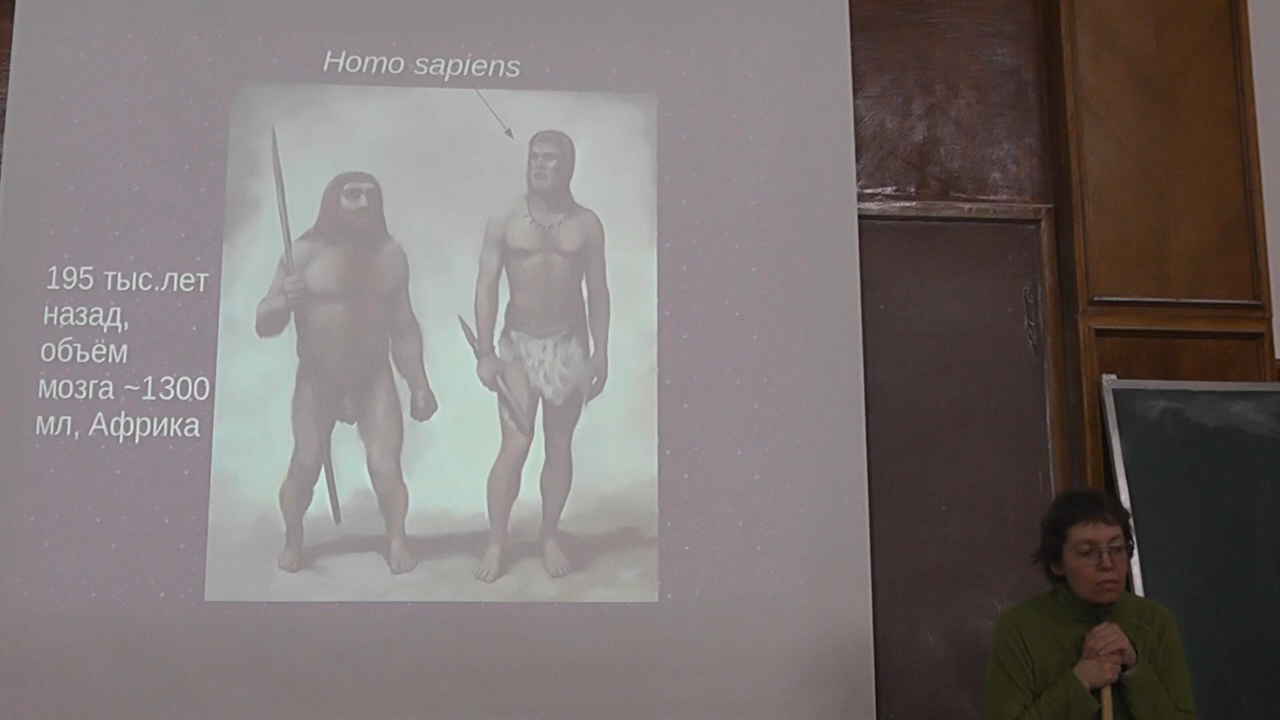 Homo sapiens
195 тыс.лет
назад,
объём
мозга ~1300
мл, Африка